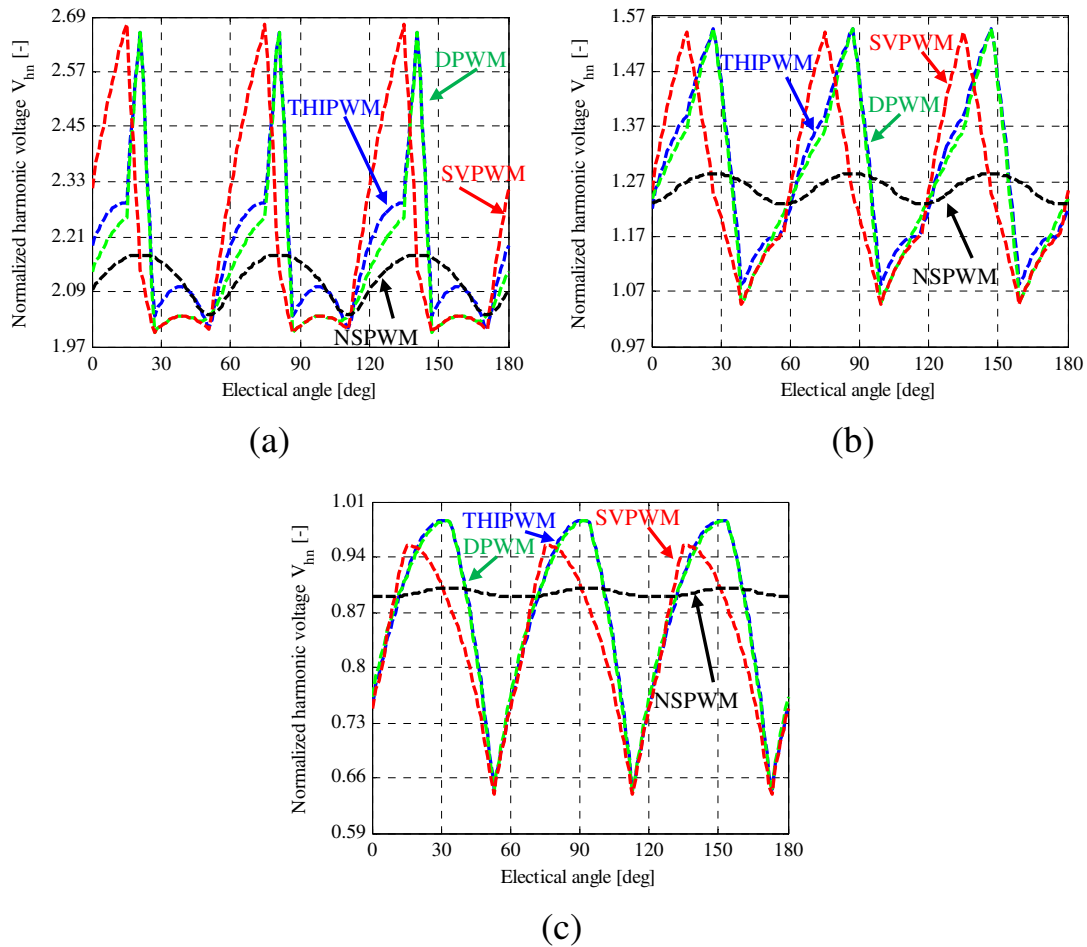 2.69
2.57
2.45
2.33
2.21
2.09
1.97
Normalized harmonic voltage V_hn [-]
DPWM
THIPWM
SVPWM
NSPWM
0 30 60 90 120 150 180
Electical angle [deg]
(a)
1.57
1.47
1.37
1.27
1.17
1.07
0.97
Normalized harmonic voltage V_hn [-]
SVPWM
THIPWM
DPWM
NSPWM
0 30 60 90 120 150 180
Electical angle [deg]
(b)
1.01
0.94
0.87
0.8
0.73
0.66
0.59
Normalized harmonic voltage V_hn [-]
THIPWM
SVPWM
DPWM
NSPWM
0 30 60 90 120 150 180
Electical angle [deg]
(c)